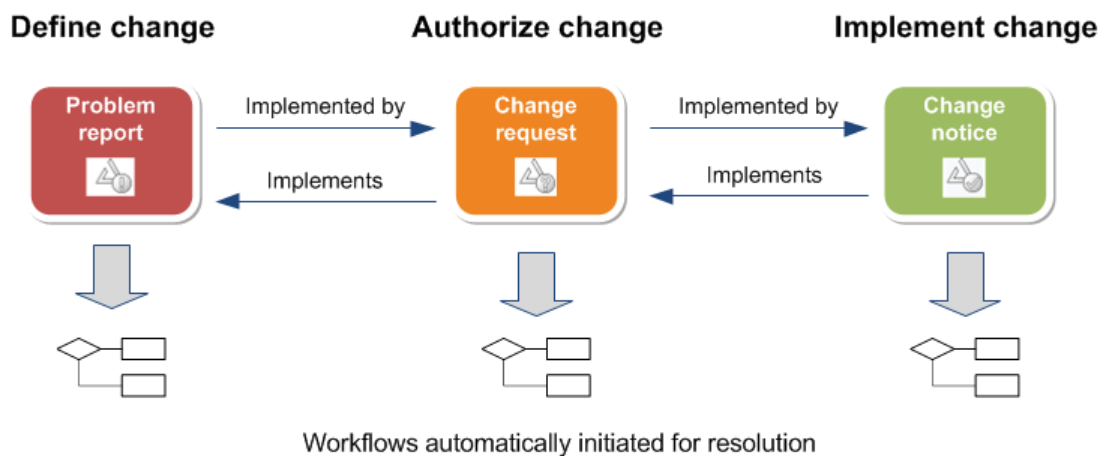 Define change
Authorize change
Implement change
Problem
report
Implemented by
Implements
Change
request
Implemented by
Implements
Change
notice
Workflows automatically initiated for resolution